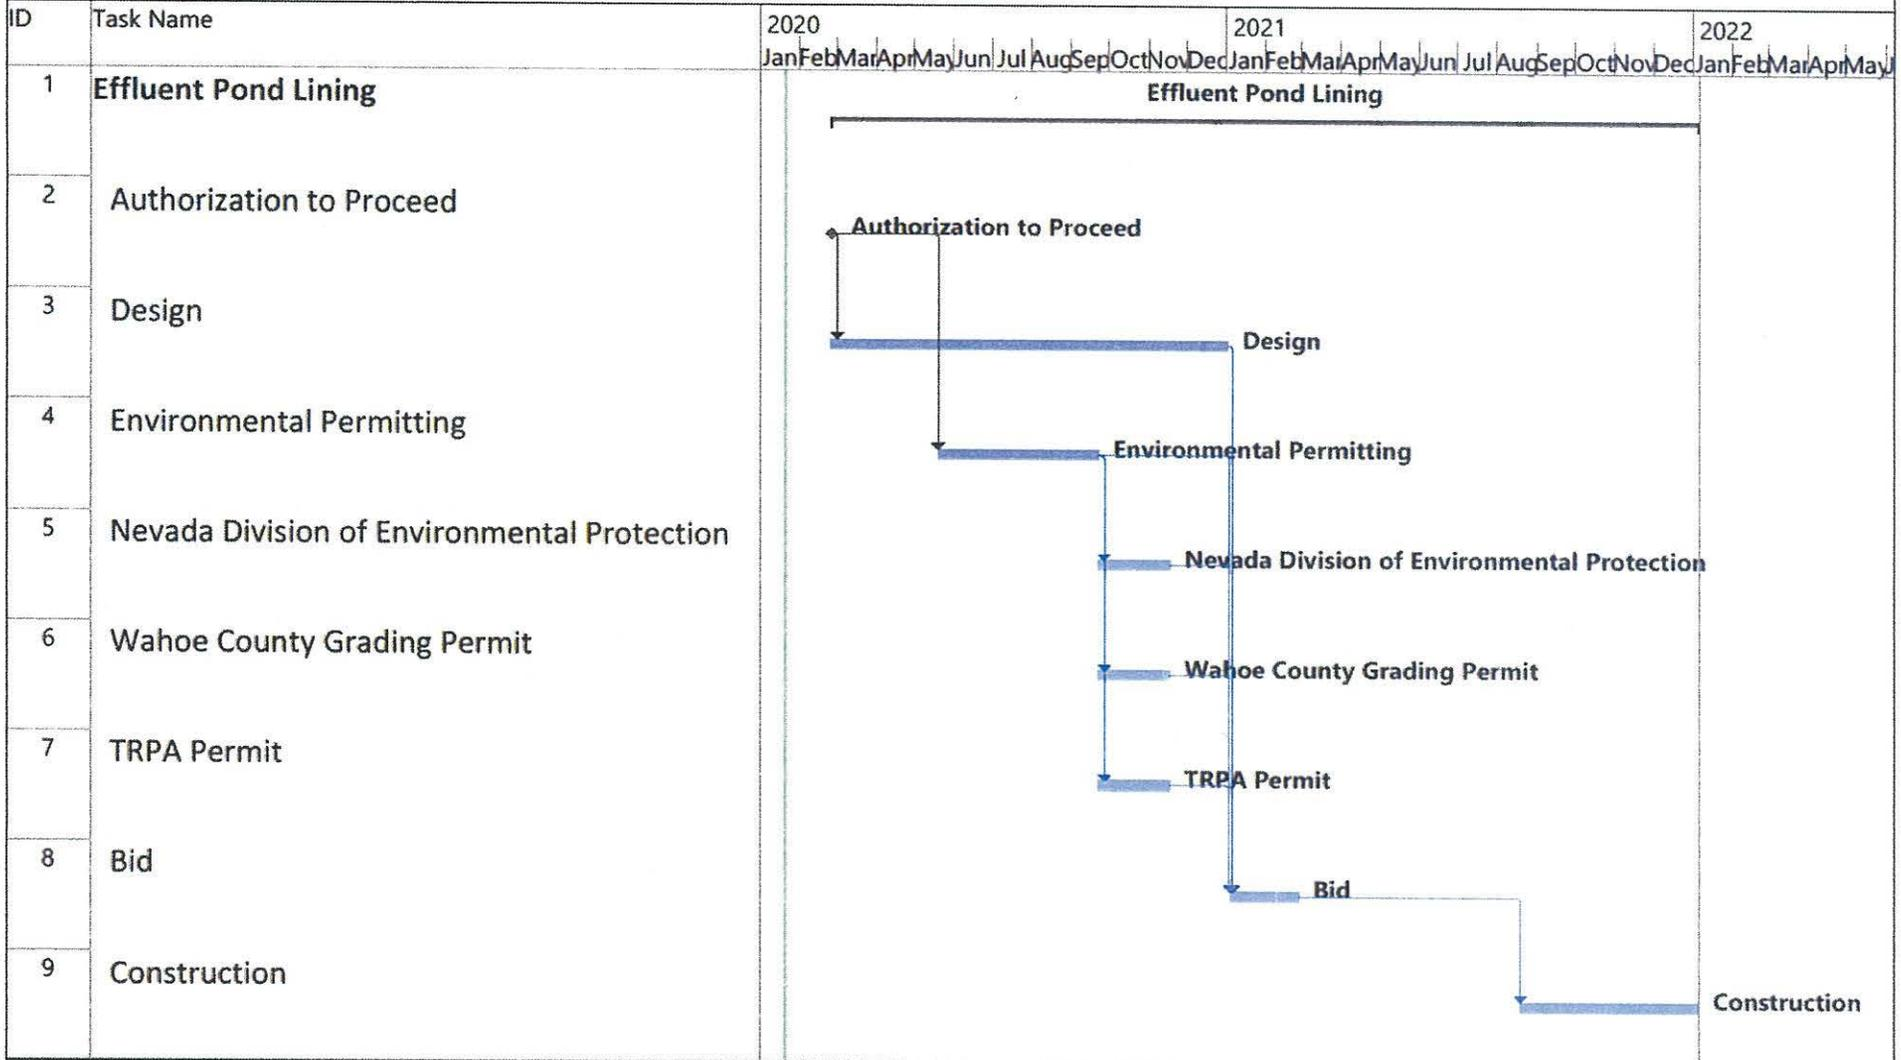 ID Task Name 2020 2021 2022
Jan Feb Mar Apr May Jun Jul Aug Sep Oct Nov Dec Jan Feb Mar Apr May Jun Jul Aug Sep Oct Nov Dec Jan Feb Mar Apr May J
1 Effluent Pond Lining Effluent Pond Lining
2 Authorization to Proceed
Authorization to Proceed
3 Design
Design
4 Environmental Permitting
Environmental Permitting
5 Nevada Division of Environmental Protection
Nevada Division of Environmental Protection
6 Wahoe County Grading Permit
Wahoe County Grading Permit
7 TRPA Permit
TRPA Permit
8 Bid
Bid
9 Construction
Construction